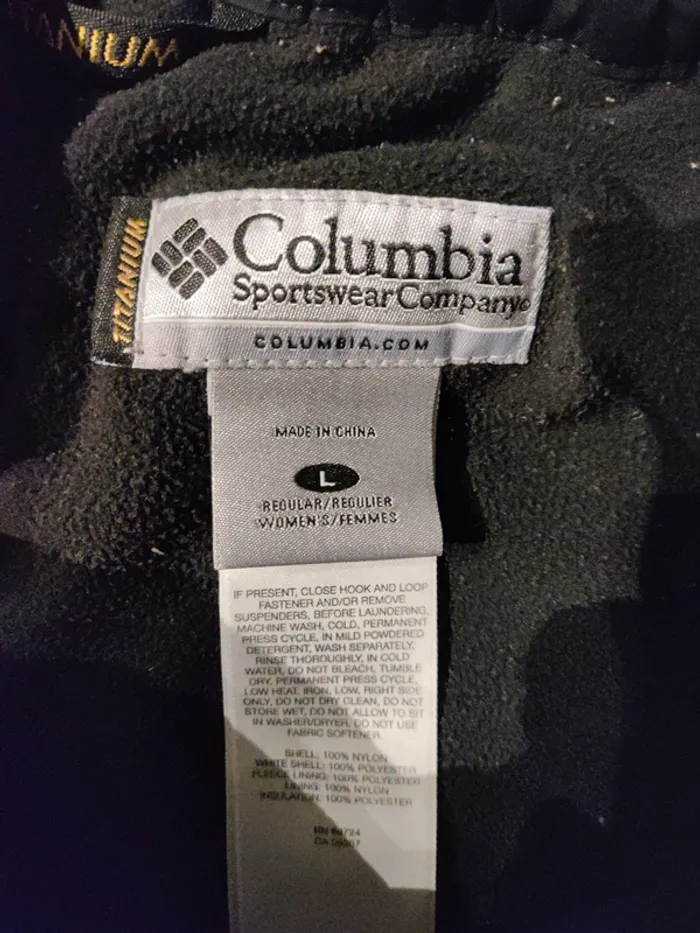 TANIUM
TITANIUM
Columbia
Sportswear Company®
COLUMBIA.COM
MADE IN CHINA
L
REGULAR/REGULIER
WOMEN'S/FEMMES
IF PRESENT, CLOSE HOOK AND LOOP
FASTENER AND/OR REMOVE
SUSPENDERS, BEFORE LAUNDERING,
MACHINE WASH, COLD, PERMANENT
PRESS CYCLE, IN MILD POWDERED
DETERGENT, WASH SEPARATELY,
RINSE THOROUGHLY, IN COLD
WATER, DO NOT BLEACH, TUMBLE
DRY, PERMANENT PRESS CYCLE,
LOW HEAT. IRON, LOW, RIGHT SIDE
ONLY, DO NOT DRY CLEAN, DO NOT
STORE WET, DO NOT ALLOW TO SIT
IN WASHER/DRYER, DO NOT USE
FABRIC SOFTENER.
SHELL: 100% NYLON
WHITE SHELL: 100% POLYESTER
FLEECE LINING: 100% POLYESTER
LINING: 100% NYLON
INSULATION: 100% POLYESTER
RN 69724
CA